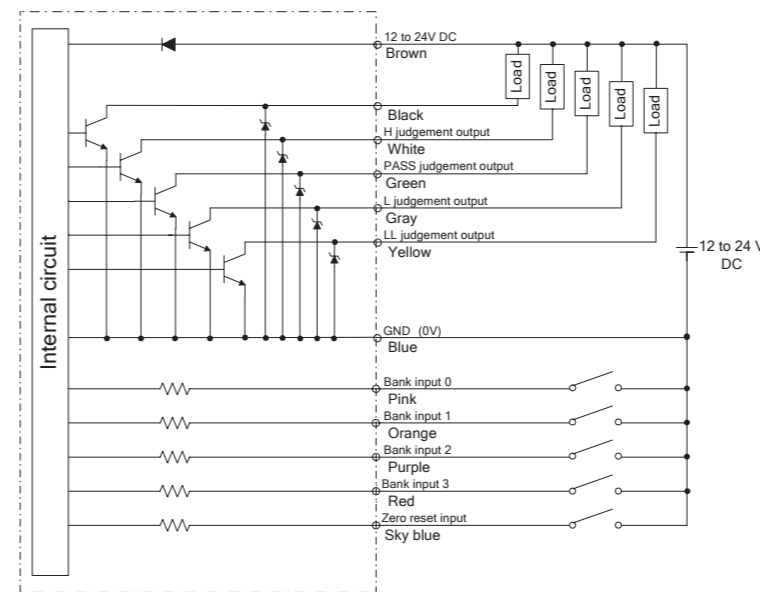 12 to 24V DC
Brown
Load
Load
Load
Load
Load
Black
H judgement output
White
PASS judgement output
Green
L judgement output
Gray
LL judgement output
Yellow
12 to 24 V
DC
Internal circuit
GND (0V)
Blue
Bank input 0
Pink
Bank input 1
Orange
Bank input 2
Purple
Bank input 3
Red
Zero reset input
Sky blue